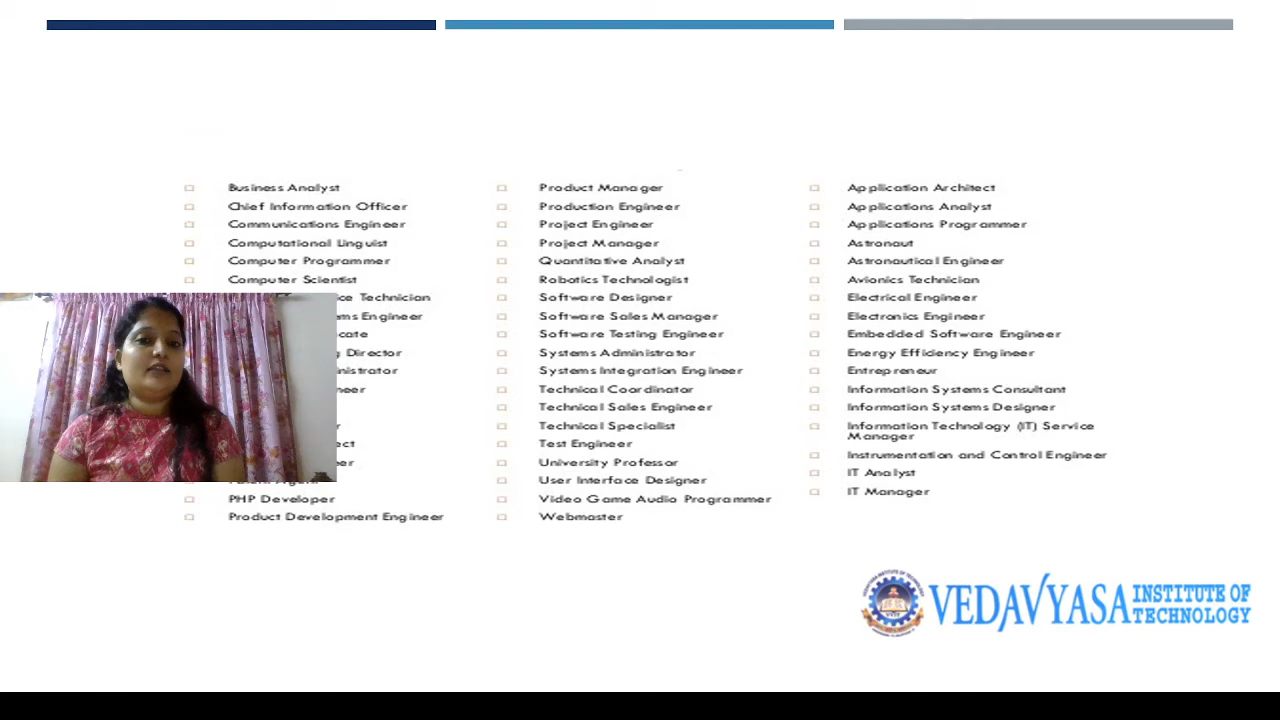 Business Analyst
Chief Information Officer
Communications Engineer
Computational Linguist
Computer Programmer
Computer Scientist
Technician
Engineer
Director
PHP Developer
Product Development Engineer
Product Manager
Production Engineer
Project Engineer
Project Manager
Quantitative Analyst
Robotics Technologist
Software Designer
Software Sales Manager
Software Testing Engineer
Systems Administrator
Systems Integration Engineer
Technical Coordinator
Technical Sales Engineer
Technical Specialist
Test Engineer
University Professor
User Interface Designer
Video Game Audio Programmer
Webmaster
Application Architect
Applications Analyst
Applications Programmer
Astronaut
Astronautical Engineer
Avionics Technician
Electrical Engineer
Electronics Engineer
Embedded Software Engineer
Energy Efficiency Engineer
Entrepreneur
Information Systems Consultant
Information Systems Designer
Information Technology (IT) Service
Manager
Instrumentation and Control Engineer
IT Analyst
IT Manager
VEDAVYASA INSTITUTE OF
TECHNOLOGY